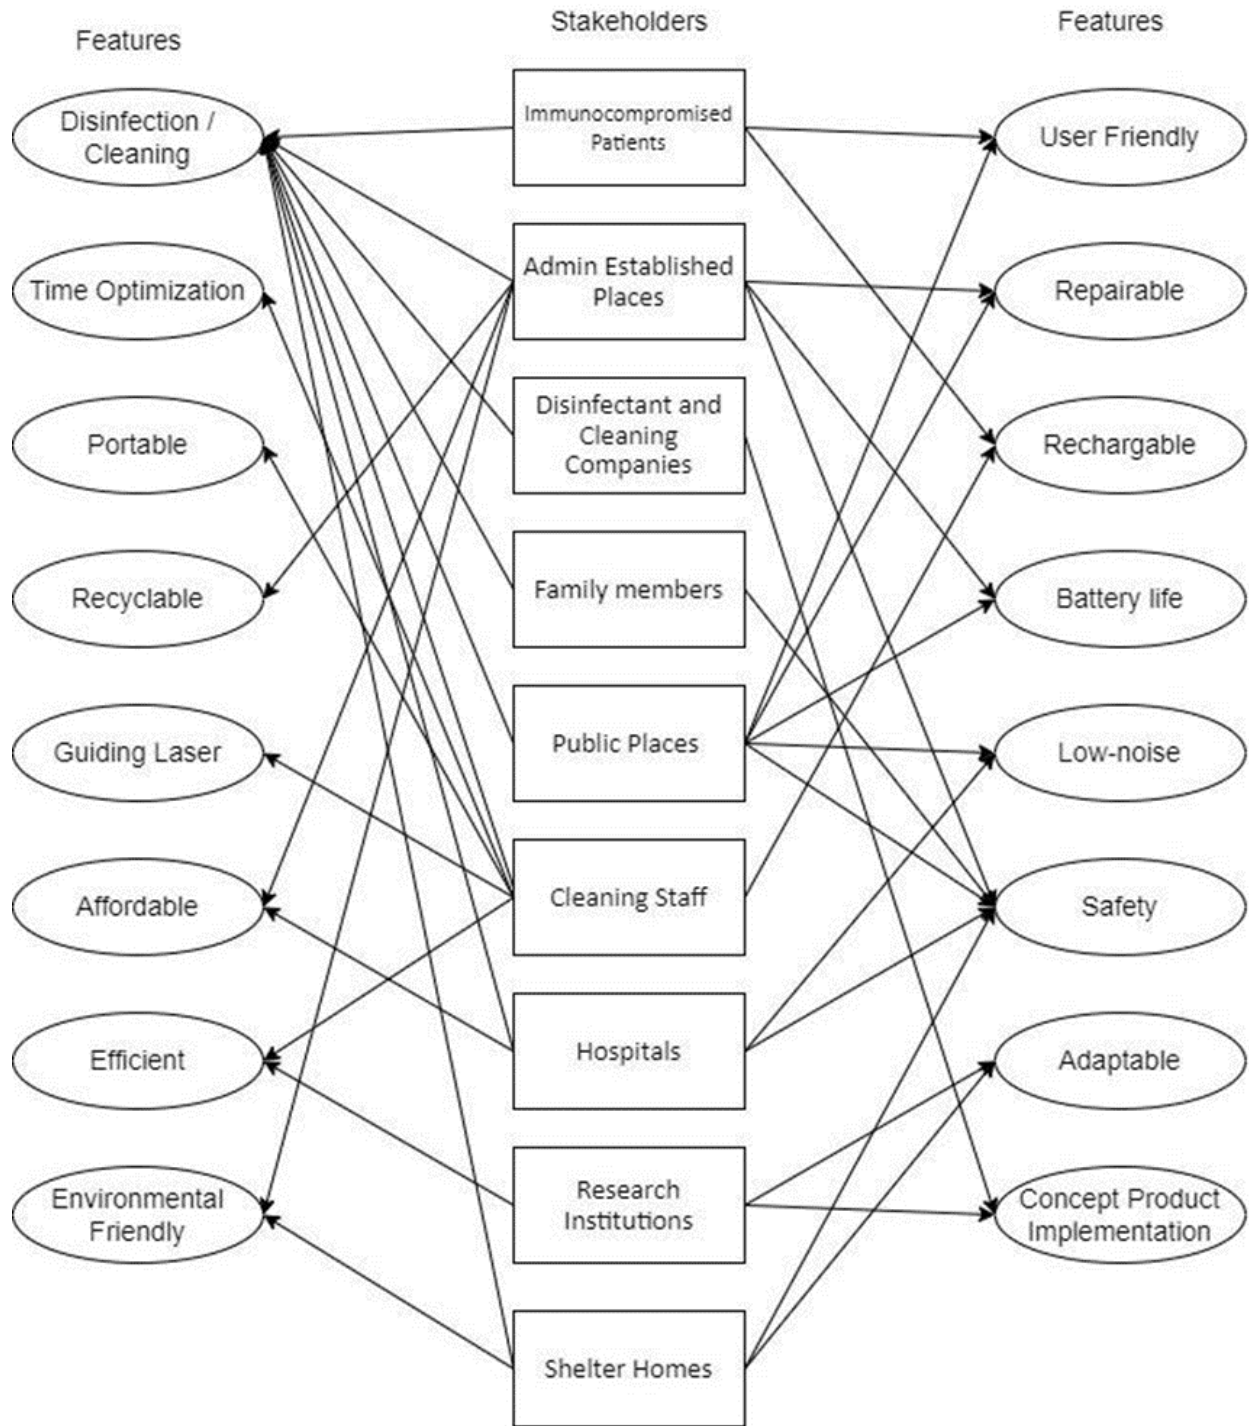 Features
Stakeholders
Features
Disinfection /
Cleaning
Immunocompromised
Patients
User Friendly
Time Optimization
Admin Established
Places
Repairable
Portable
Disinfectant and
Cleaning
Companies
Rechargable
Recyclable
Family members
Battery life
Guiding Laser
Public Places
Low-noise
Affordable
Cleaning Staff
Safety
Efficient
Hospitals
Adaptable
Environmental
Friendly
Research
Institutions
Concept Product
Implementation
Shelter Homes